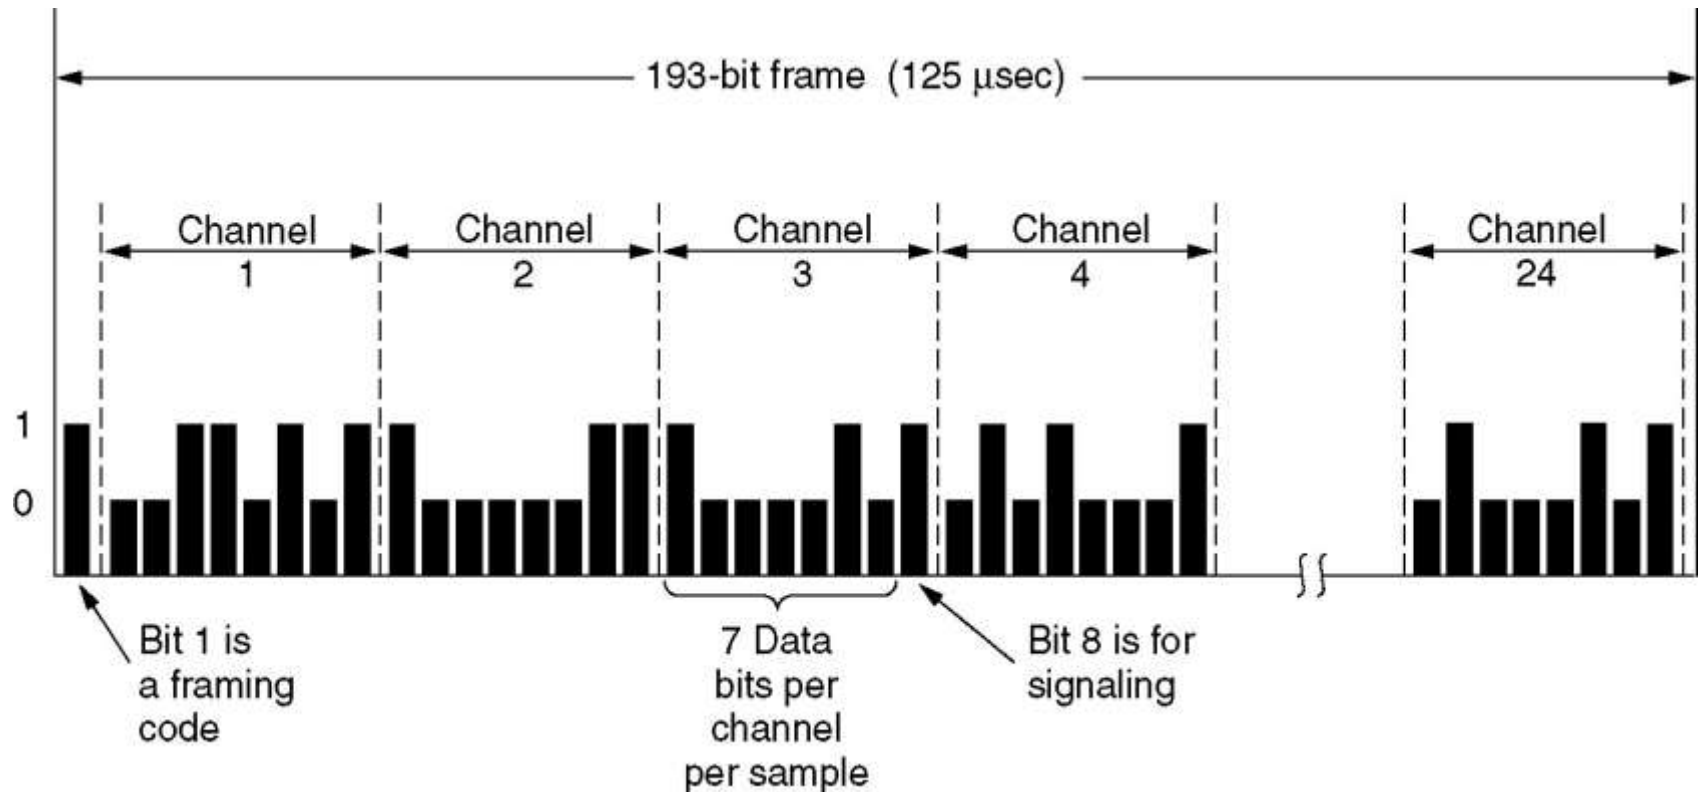 193-bit frame (125 μsec)
Channel
1
Channel
2
Channel
3
Channel
4
Channel
24
1
0
Bit 1 is
a framing
code
7 Data
bits per
channel
per sample
Bit 8 is for
signaling